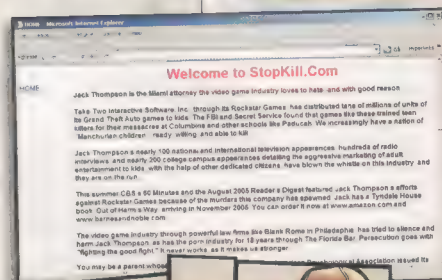 HOME Microsoft Internet Explorer
Welcome to StopKill.Com
HOME
Jack Thompson is the Miami attorney the video game industry loves to hate and with good reason
Take Two Interactive Software, Inc. through its Rockstar Games has distributed tens of millions of units of
its Grand Theft Auto games to kids. The FBI and Secret Service found that games like these trained teen
killers for their massacres at Columbine and other schools like Paducah. We increasingly have a nation of
"Manchurian children" ready willing and able to kill
Jack Thompson's nearly 100 national and international television appearances hundreds of radio
interviews and nearly 200 college campus appearances detailing the aggressive marketing of adult
entertainment to kids with the help of other dedicated citizens have blown the whistle on this industry and
they are on the run.
This summer CBS's 60 Minutes and the August 2005 Reader's Digest featured Jack Thompson's efforts
against Rockstar Games because of the murders this company has spawned Jack has a Tyndale House
book Out of Harm's Way arriving in November 2005 You can order it now at www.amazon.com and
www.barnesandnoble.com
The video game industry through powerful law firms like Blank Rome in Philadelphia has tried to silence and
harm Jack Thompson as has the porn industry for 18 years through The Florida Bar. Persecution goes with
"fighting the good fight." It never works as it makes us stronger
You may be a parent whose Association issued its